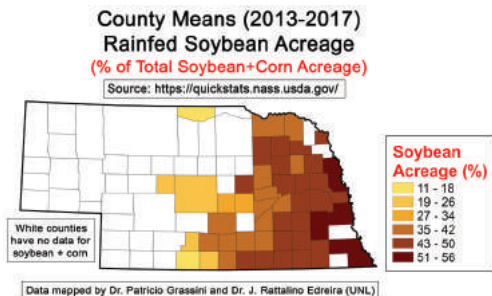 County Means (2013-2017)
Rainfed Soybean Acreage
(% of Total Soybean+Corn Acreage)
Source: https://quickstats.nass.usda.gov/
White counties
have no data for
soybean + corn
Soybean
Acreage (%)
11 - 18
19 - 26
27 - 34
35 - 42
43 - 50
51 - 56
Data mapped by Dr. Patricio Grassini and Dr. J. Rattalino Edreira (UNL)